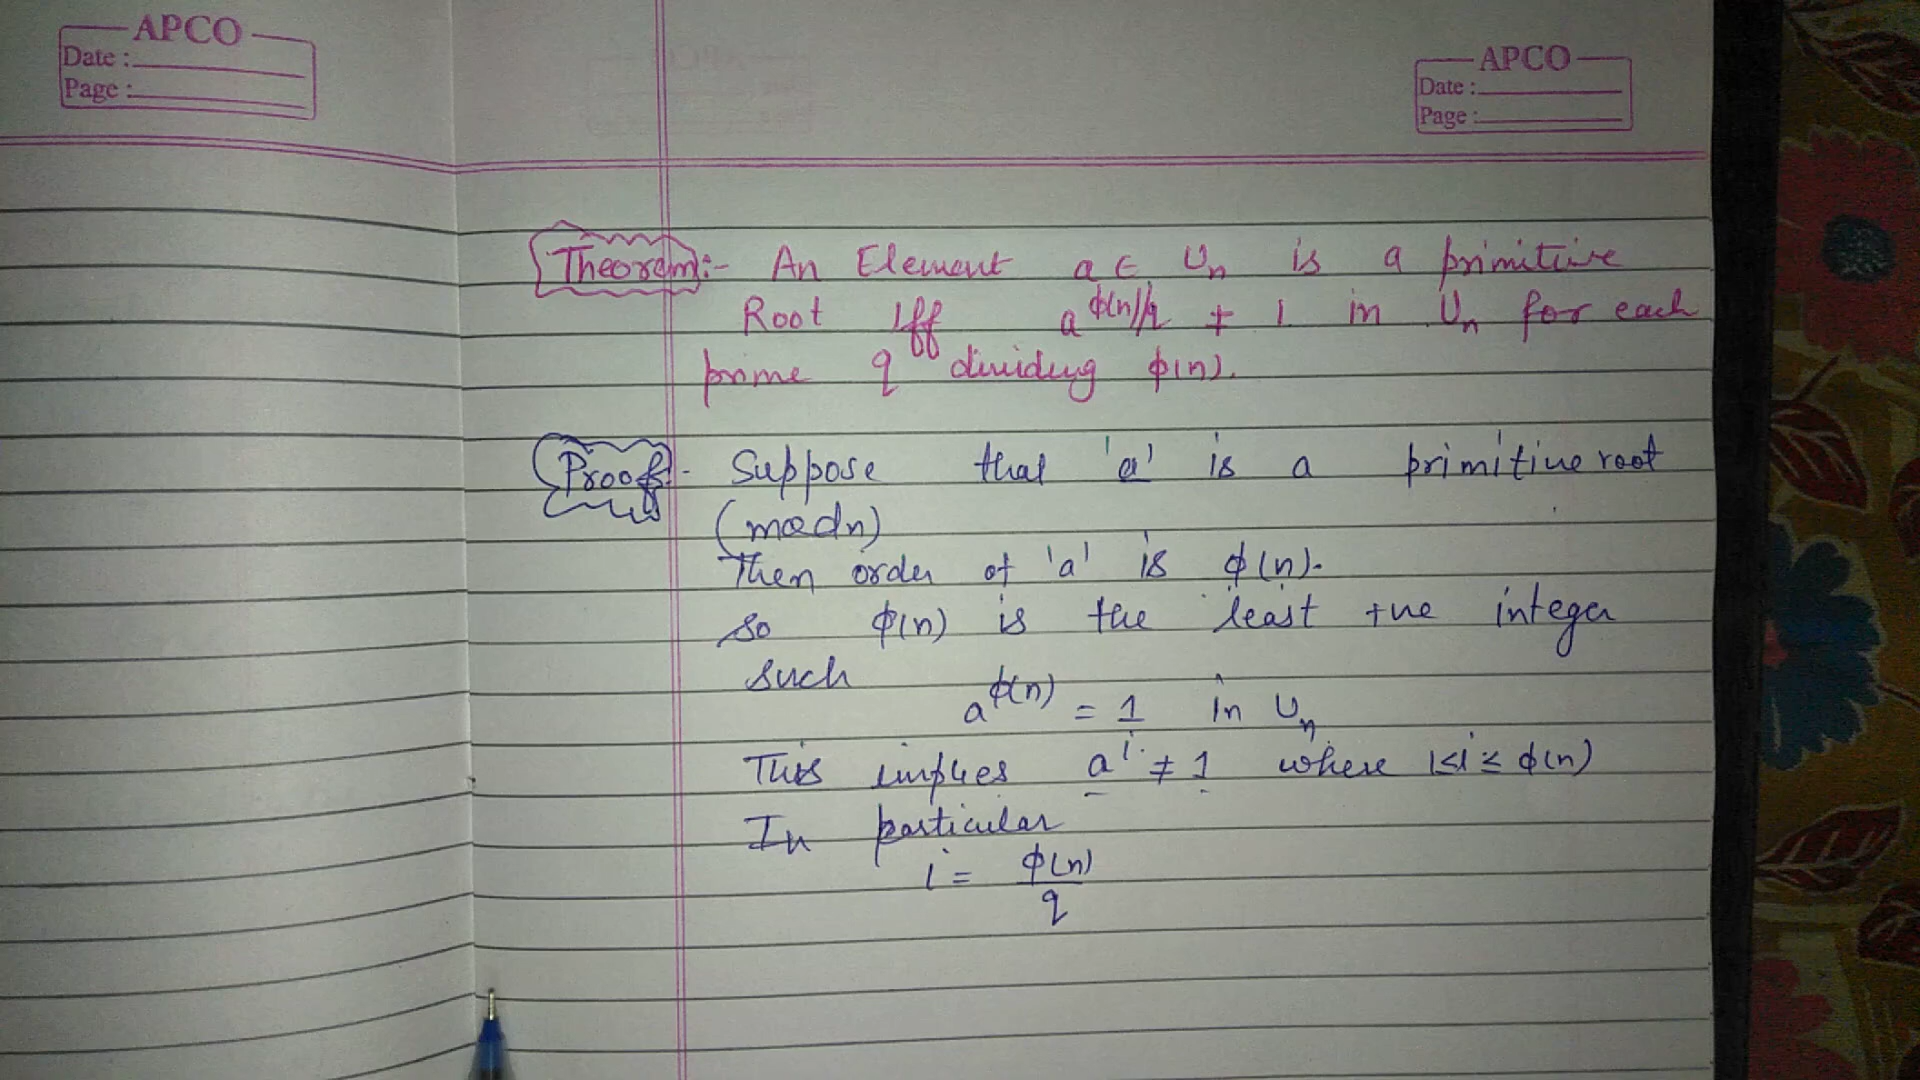 APCO
Date :
Page :
APCO
Date :
Page :
Theorem:- An Element a ∈ Un is a primitive
Root iff a^ϕ(n)/q ≠ 1 in Un for each
prime q dividing ϕ(n).
Proof:- Suppose that 'a' is a primitive root
(mod n)
Then order of 'a' is ϕ(n).
so ϕ(n) is the least +ve integer
such
a^ϕ(n) = 1 in Un
This implies a^i ≠ 1 where 1≤i≤ϕ(n)
In particular
i = ϕ(n)/q